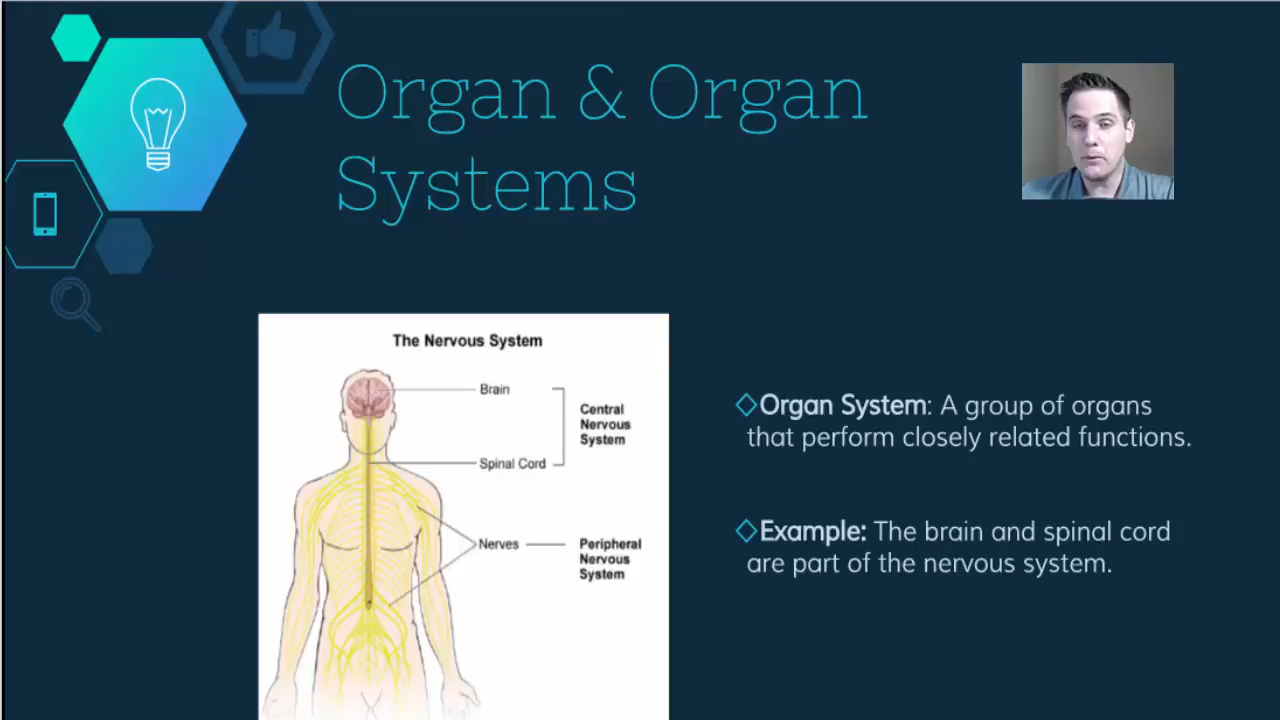 Organ & Organ
Systems
The Nervous System
Brain
Central
Nervous
System
Spinal Cord
Nerves
Peripheral
Nervous
System
Organ System: A group of organs
that perform closely related functions.
Example: The brain and spinal cord
are part of the nervous system.